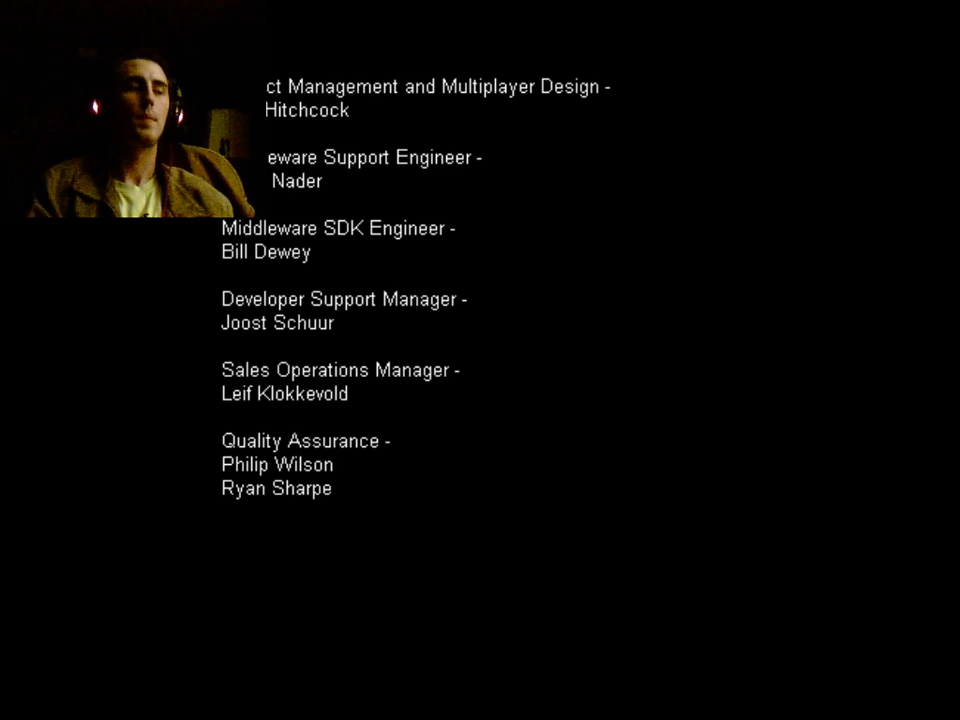 ct Management and Multiplayer Design -
Hitchcock
eware Support Engineer -
Nader
Middleware SDK Engineer -
Bill Dewey
Developer Support Manager -
Joost Schuur
Sales Operations Manager -
Leif Klokkevold
Quality Assurance -
Philip Wilson
Ryan Sharpe